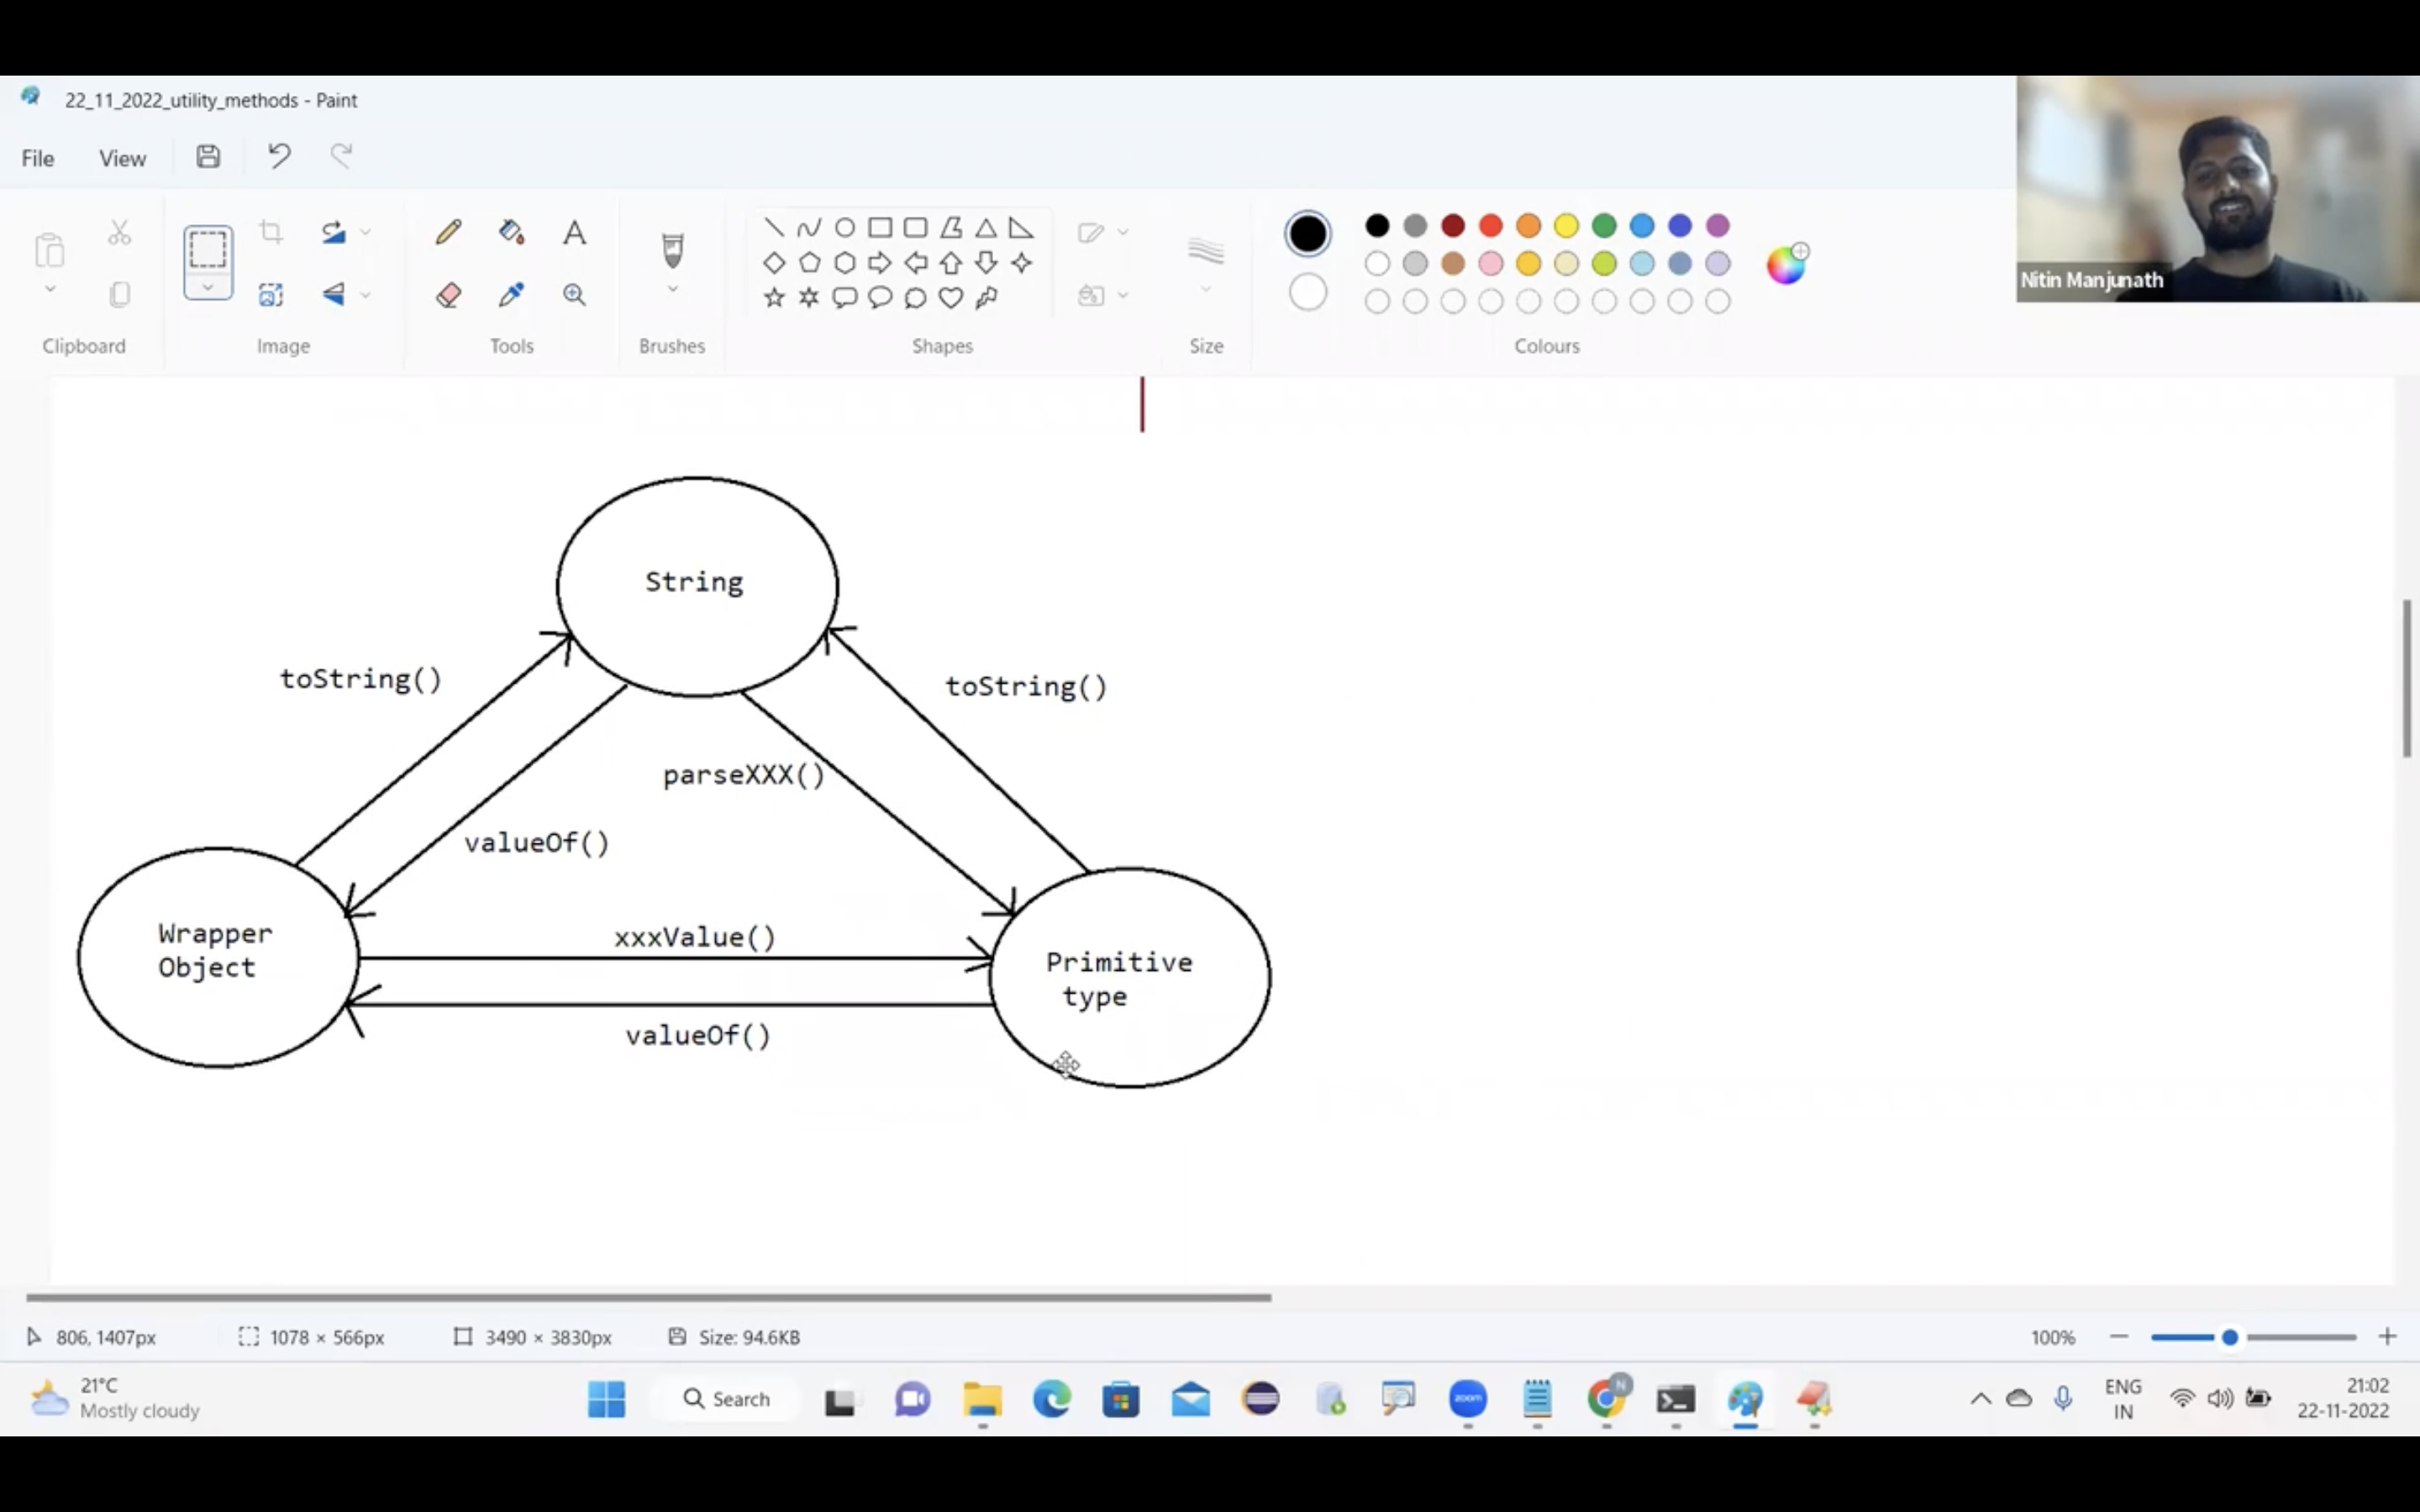 22_11_2022_utility_methods - Paint
File View
Nitin Manjunath
Clipboard Image Tools Brushes Shapes Size Colours
String
toString() toString()
parseXXX()
valueOf()
Wrapper
Object
xxxValue()
Primitive
type
valueOf()
806, 1407px 1078 × 566px 3490 × 3830px Size: 94.6KB 100%
21°C
Mostly cloudy
Search
zoom
N
ENG
IN
21:02
22-11-2022